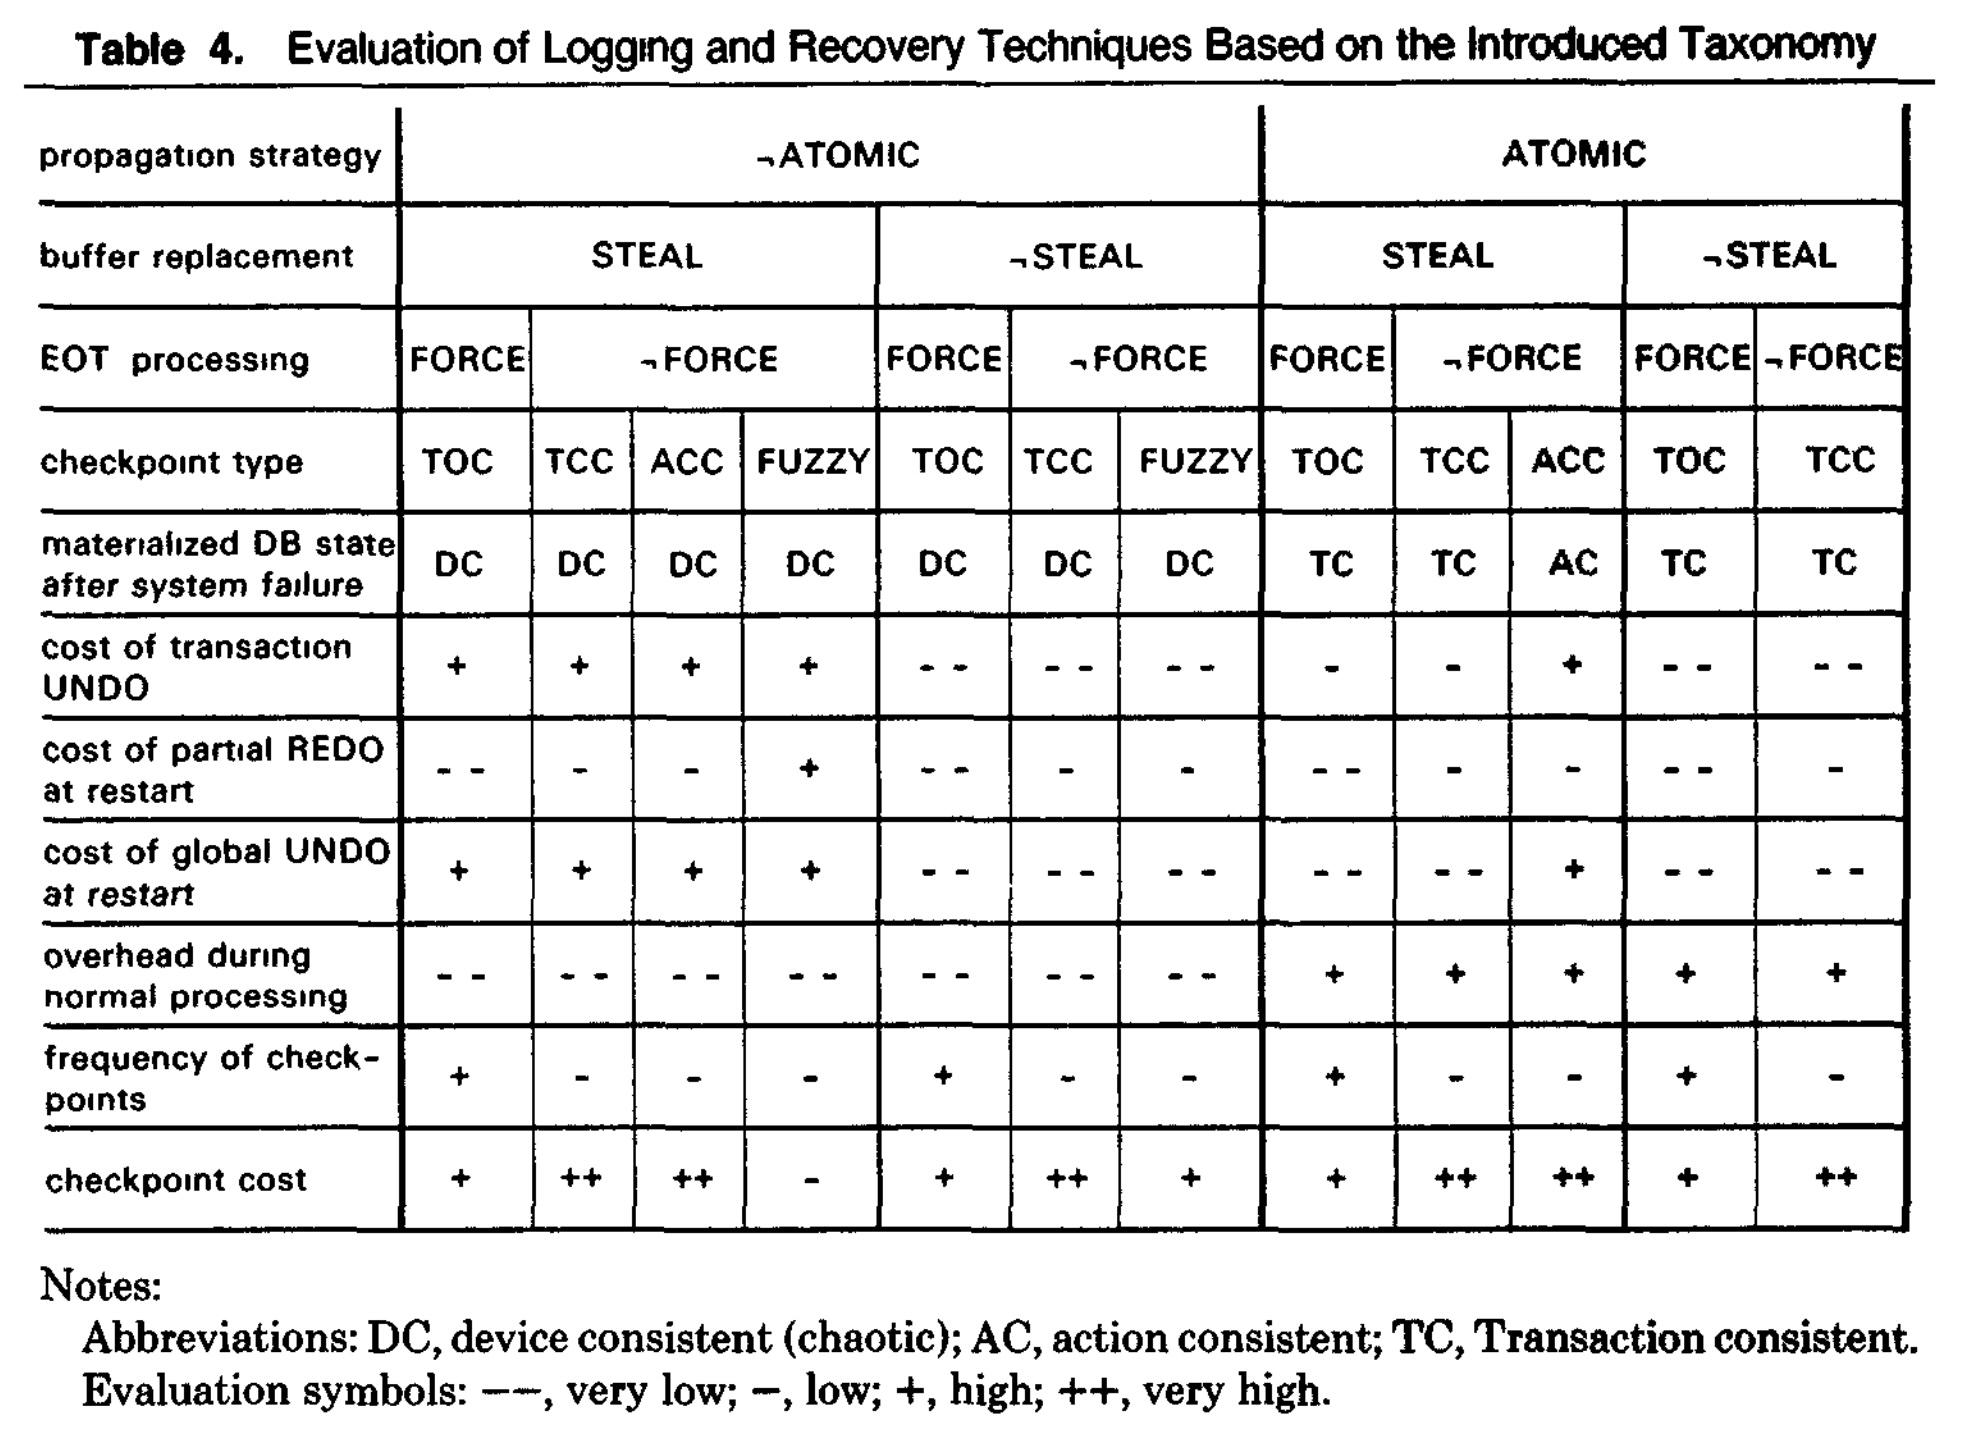 Table 4. Evaluation of Logging and Recovery Techniques Based on the Introduced Taxonomy
propagation strategy ¬ATOMIC ATOMIC
buffer replacement STEAL ¬STEAL STEAL ¬STEAL
EOT processing FORCE ¬FORCE FORCE ¬FORCE FORCE ¬FORCE FORCE ¬FORCE
checkpoint type TOC TCC ACC FUZZY TOC TCC FUZZY TOC TCC ACC TOC TCC
materialized DB state
after system failure DC DC DC DC DC DC DC TC TC AC TC TC
cost of transaction
UNDO + + + + -- -- -- - - + -- --
cost of partial REDO
at restart -- - - + -- - - -- - - -- -
cost of global UNDO
at restart + + + + -- -- -- -- -- + -- --
overhead during
normal processing -- -- -- -- -- -- -- + + + + +
frequency of check-
points + - - - + - - + - - + -
checkpoint cost + ++ ++ - + ++ + + ++ ++ + ++
Notes:
Abbreviations: DC, device consistent (chaotic); AC, action consistent; TC, Transaction consistent.
Evaluation symbols: −−, very low; −, low; +, high; ++, very high.